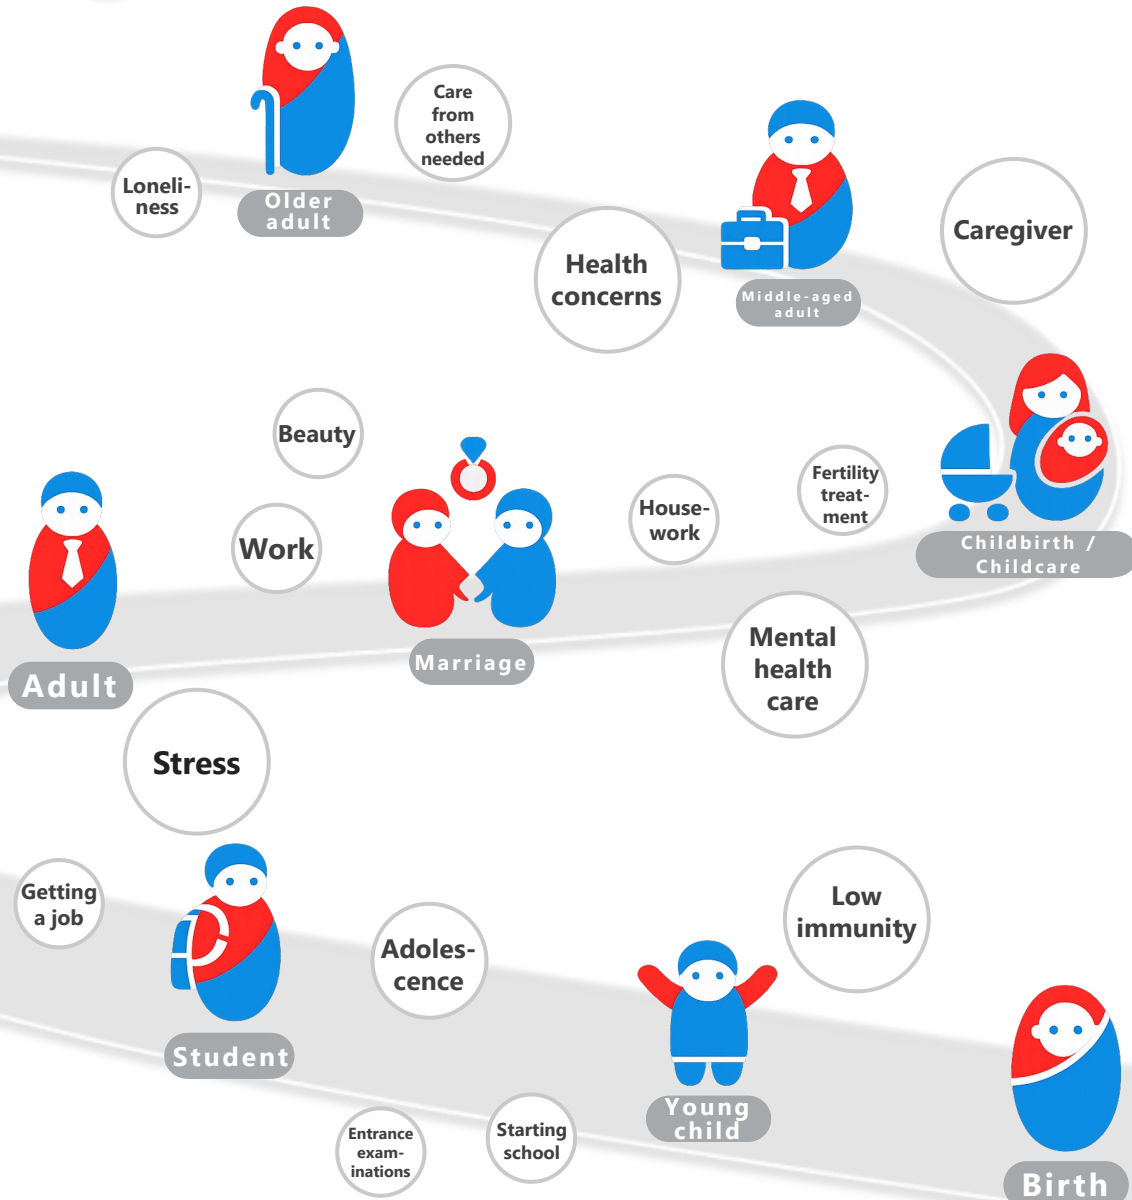 Care
from
others
needed
Loneli-
ness
Older
adult
Caregiver
Health
concerns
Middle-aged
adult
Beauty
Fertility
treat-
ment
House-
work
Work
Childbirth /
Childcare
Marriage
Mental
health
care
Adult
Stress
Getting
a job
Low
immunity
Adoles-
cence
Student
Young
child
Starting
school
Entrance
exam-
inations
Birth